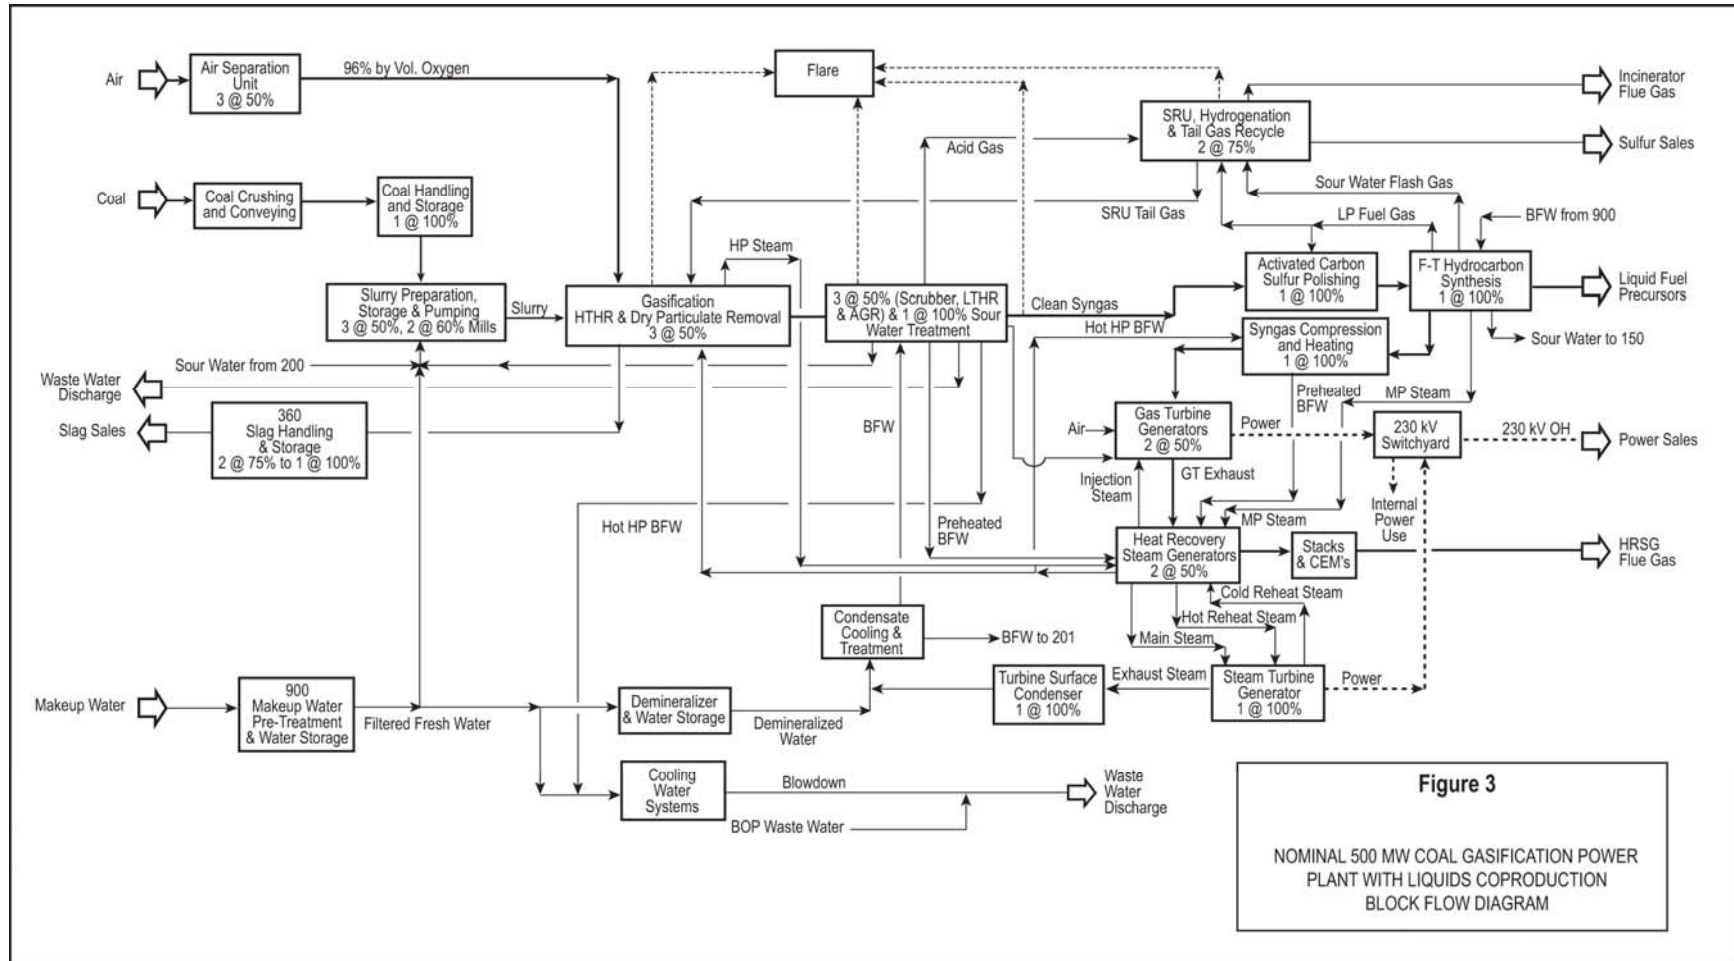 Air
Air Separation
Unit
3 @ 50%
96% by Vol. Oxygen
Flare
Incinerator
Flue Gas
SRU, Hydrogenation
& Tail Gas Recycle
2 @ 75%
Acid Gas
Sulfur Sales
Coal
Coal Crushing
and Conveying
Coal Handling
and Storage
1 @ 100%
Sour Water Flash Gas
SRU Tail Gas
LP Fuel Gas
BFW from 900
HP Steam
Slurry Preparation,
Storage & Pumping
3 @ 50%, 2 @ 60% Mills
Slurry
Gasification
HTHR & Dry Particulate Removal
3 @ 50%
3 @ 50% (Scrubber, LTHR
& AGR) & 1 @ 100% Sour
Water Treatment
Clean Syngas
Activated Carbon
Sulfur Polishing
1 @ 100%
F-T Hydrocarbon
Synthesis
1 @ 100%
Liquid Fuel
Precursors
Hot HP BFW
Syngas Compression
and Heating
1 @ 100%
Sour Water to 150
Sour Water from 200
Waste Water
Discharge
Preheated
BFW
MP Steam
Slag Sales
360
Slag Handling
& Storage
2 @ 75% to 1 @ 100%
BFW
Air
Gas Turbine
Generators
2 @ 50%
Power
230 kV
Switchyard
230 kV OH
Power Sales
Injection
Steam
GT Exhaust
Internal
Power
Use
Hot HP BFW
Preheated
BFW
MP Steam
Heat Recovery
Steam Generators
2 @ 50%
Stacks
& CEM's
HRSG
Flue Gas
Cold Reheat Steam
Hot Reheat Steam
Main Steam
Condensate
Cooling &
Treatment
BFW to 201
Makeup Water
900
Makeup Water
Pre-Treatment
& Water Storage
Filtered Fresh Water
Demineralizer
& Water Storage
Demineralized
Water
Turbine Surface
Condenser
1 @ 100%
Exhaust Steam
Steam Turbine
Generator
1 @ 100%
Power
Cooling
Water
Systems
Blowdown
BOP Waste Water
Waste
Water
Discharge
Figure 3
NOMINAL 500 MW COAL GASIFICATION POWER
PLANT WITH LIQUIDS COPRODUCTION
BLOCK FLOW DIAGRAM